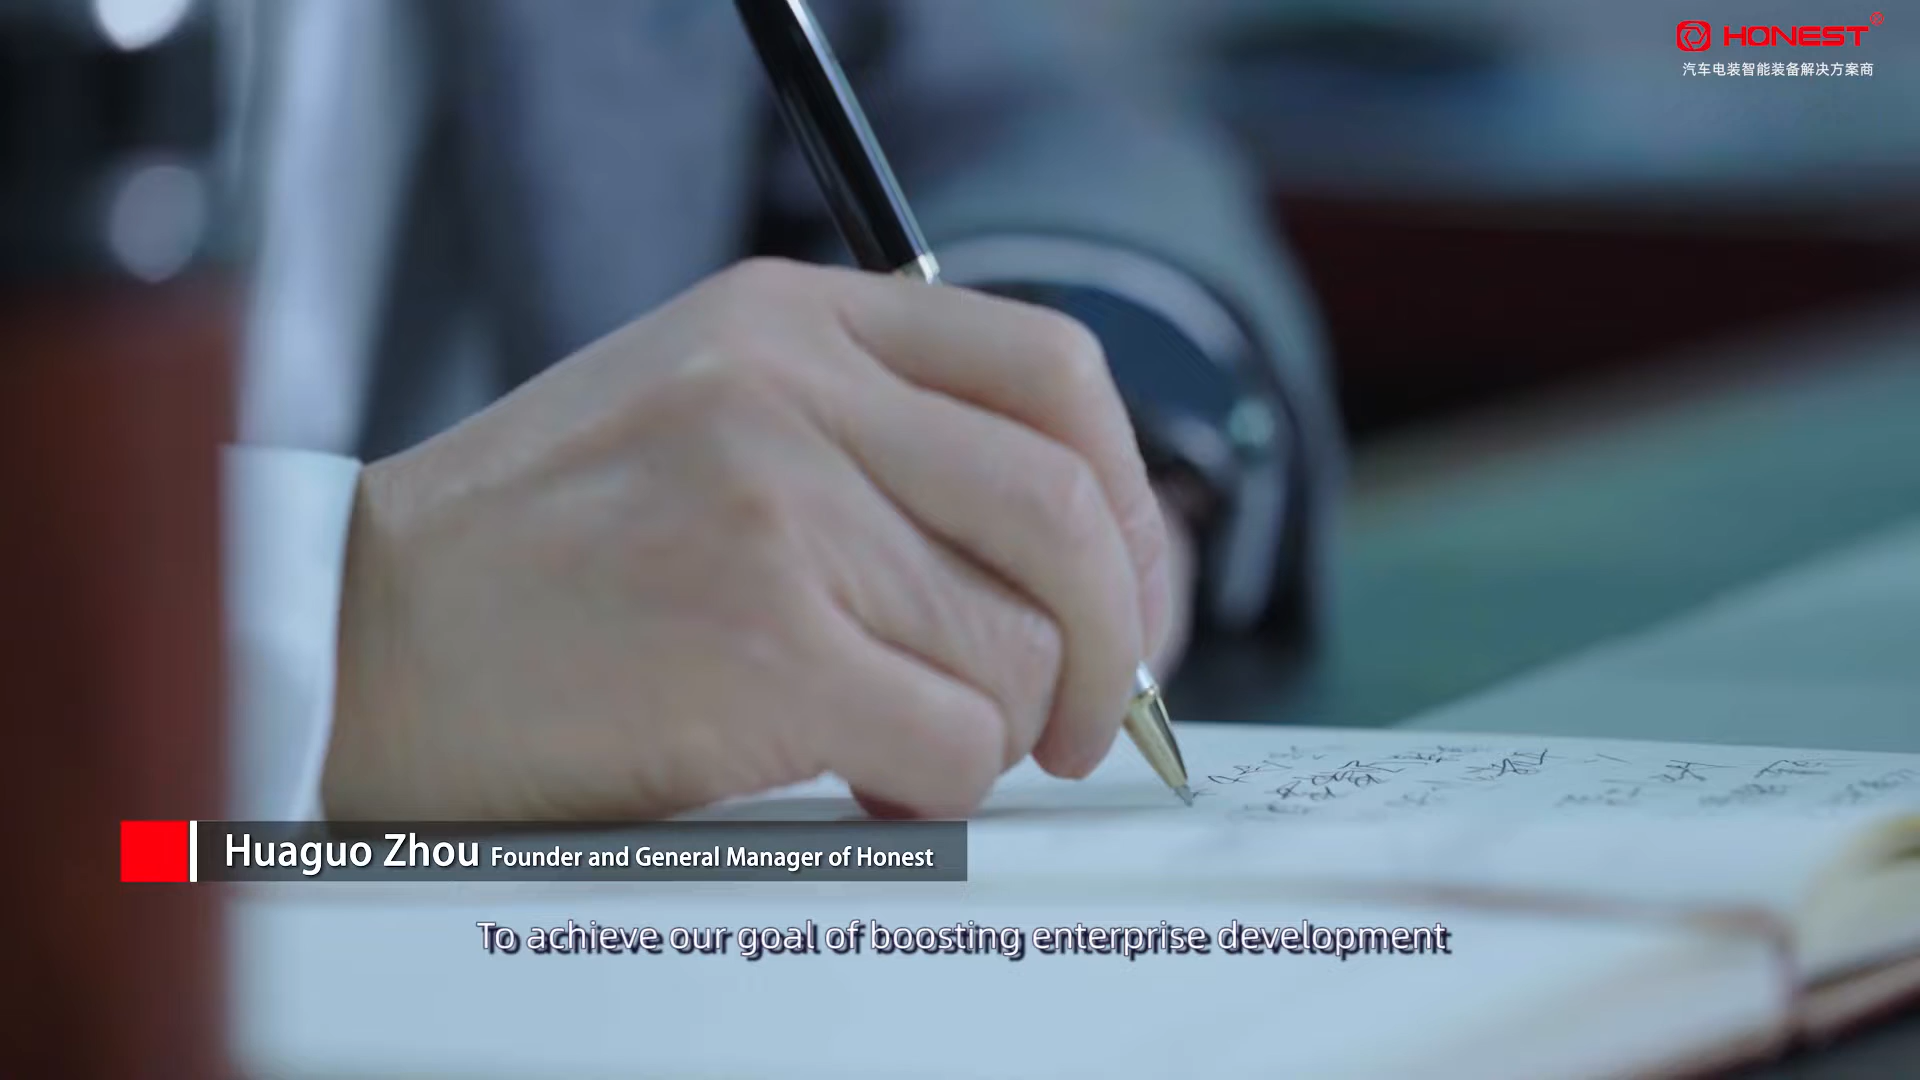 HONEST®
汽车电装智能装备解决方案商
Huaguo Zhou Founder and General Manager of Honest
To achieve our goal of boosting enterprise development